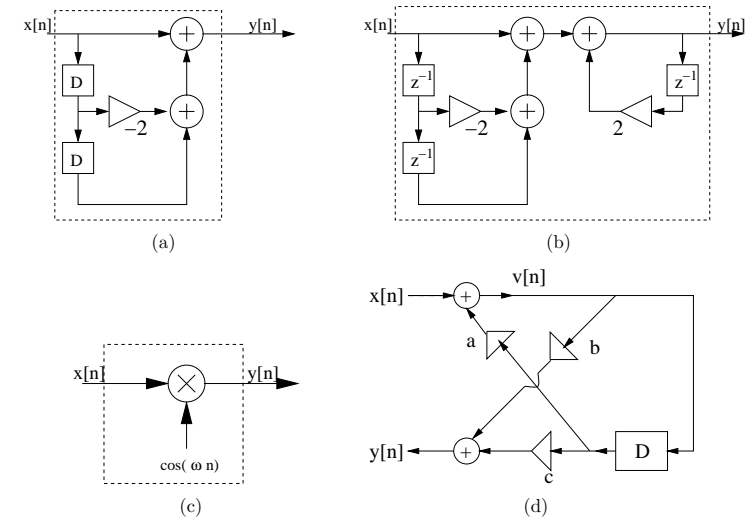 x[n] + y[n]
D
+
−2
D
(a)
x[n] + + y[n]
z⁻¹ z⁻¹
+
−2 2
z⁻¹
(b)
x[n] × y[n]
cos( ω n)
(c)
x[n] + v[n]
a b
y[n] + D
c
(d)